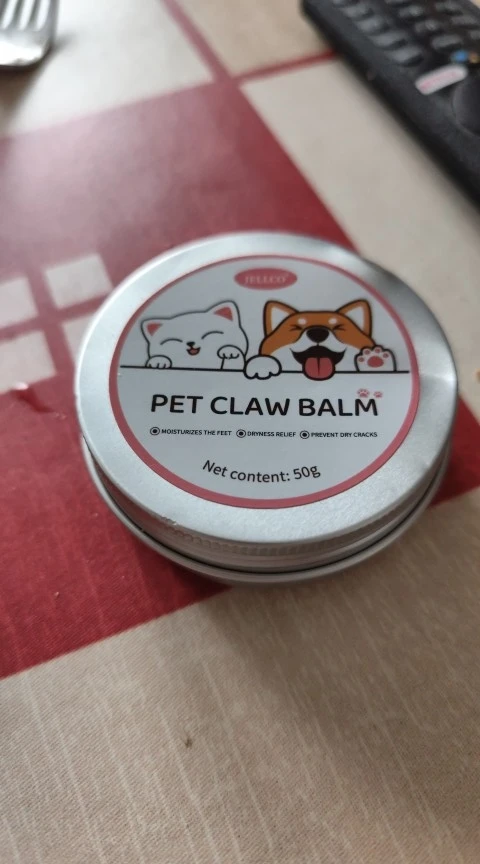 PET CLAW BALM
MOISTURIZES THE FEET DRYNESS RELIEF PREVENT DRY CRACKS
Net content: 50g